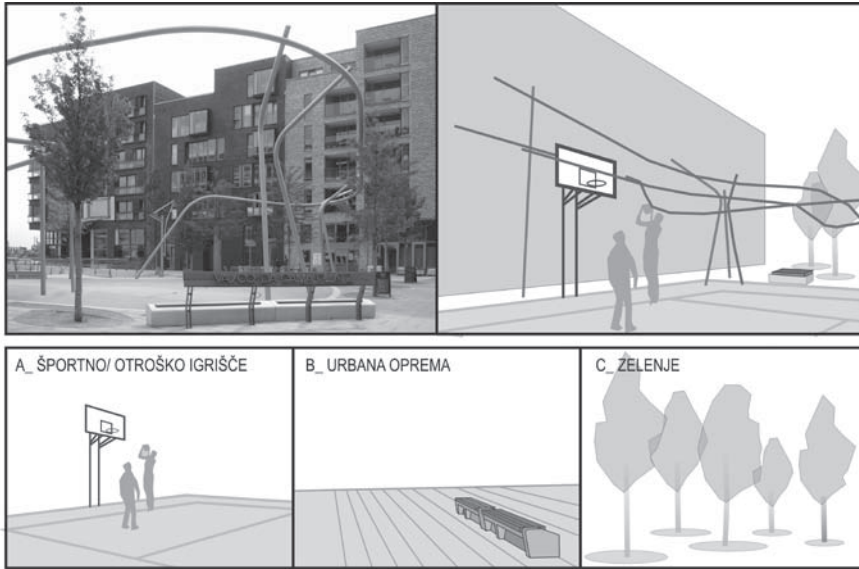 A_ ŠPORTNO/ OTROŠKO IGRIŠČE
B_ URBANA OPREMA
C_ ZELENJE